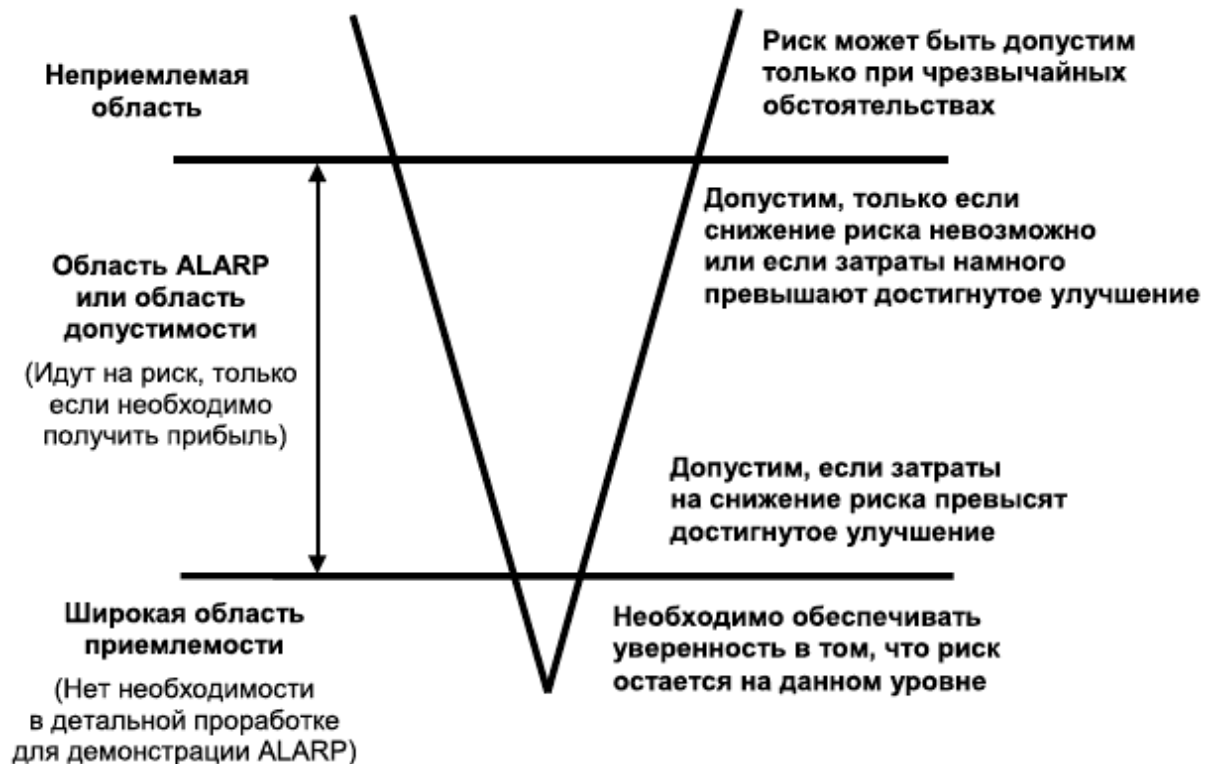 Неприемлемая
область
Риск может быть допустим
только при чрезвычайных
обстоятельствах
Область ALARP
или область
допустимости
(Идут на риск, только
если необходимо
получить прибыль)
Допустим, только если
снижение риска невозможно
или если затраты намного
превышают достигнутое улучшение
Допустим, если затраты
на снижение риска превысят
достигнутое улучшение
Широкая область
приемлемости
(Нет необходимости
в детальной проработке
для демонстрации ALARP)
Необходимо обеспечивать
уверенность в том, что риск
остается на данном уровне